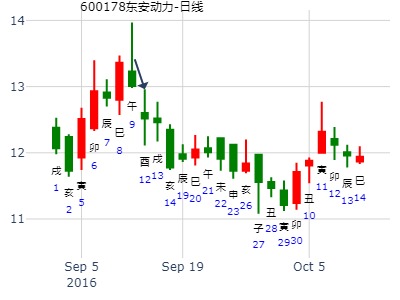 600178东安动力-日线
14
13
12
11
戌 1
亥 2
寅 5
卯 6
辰 7
巳 8
午 9
酉 12
戌 13
亥 14
辰 19
巳 20
午 21
未 22
申 23
亥 26
子 27
丑 28
寅 29
卯 30
丑 10
寅 11
卯 12
辰 13
巳 14
Sep 5
2016
Sep 19
Oct 5